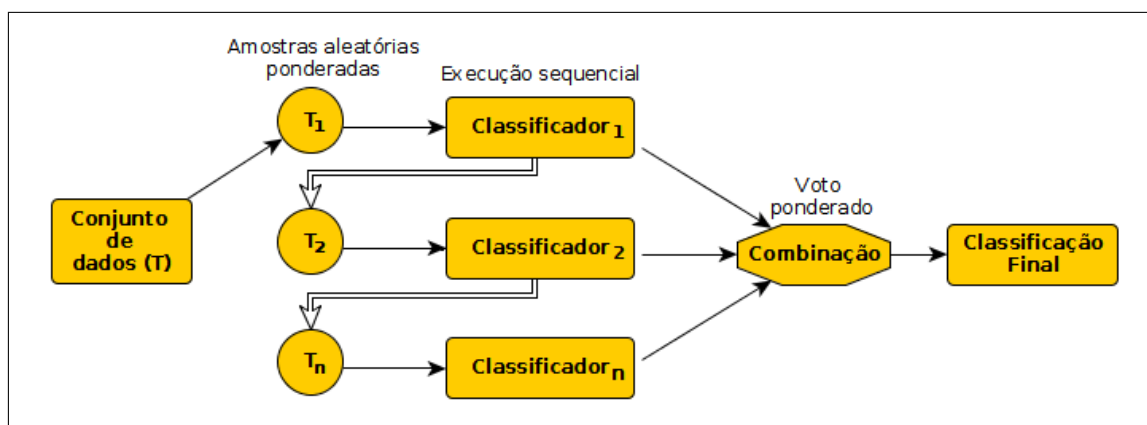 Amostras aleatórias
ponderadas
Execução sequencial
T1
Classificador1
Conjunto
de
dados (T)
T2
Classificador2
Voto
ponderado
Combinação
Classificação
Final
Tn
Classificadorn